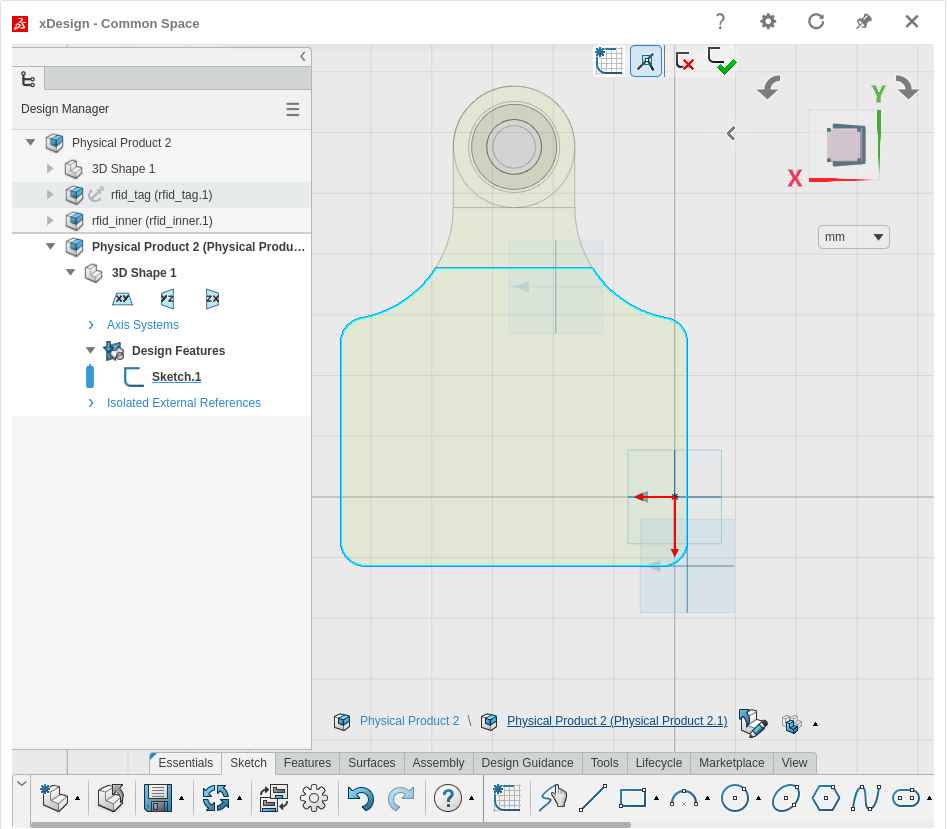 xDesign - Common Space
?
Design Manager
Physical Product 2
3D Shape 1
rfid_tag (rfid_tag.1)
rfid_inner (rfid_inner.1)
Physical Product 2 (Physical Produ...
3D Shape 1
XY YZ ZX
Axis Systems
Design Features
Sketch.1
Isolated External References
Y
X
mm
Physical Product 2 \ Physical Product 2 (Physical Product 2.1)
Essentials Sketch Features Surfaces Assembly Design Guidance Tools Lifecycle Marketplace View
?